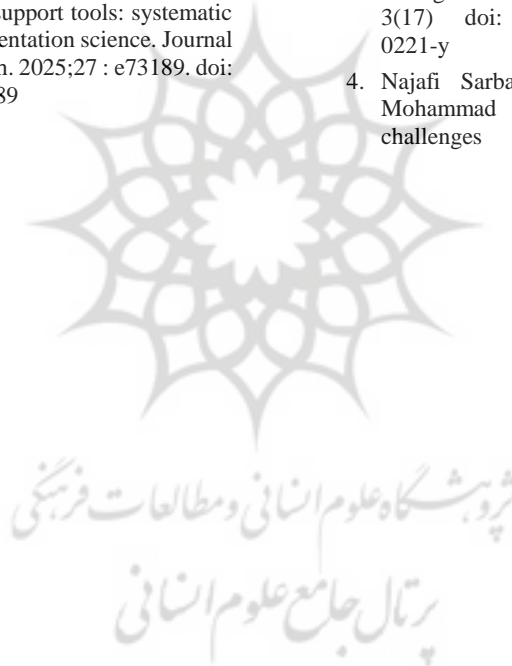 support tools: systematic
entation science. Journal
n. 2025;27 : e73189. doi:
89
3(17) doi:
0221-y
4. Najafi Sarba
Mohammad
challenges
پژوهشگاه علوم انسانی و مطالعات فرهنگی
پرتال جامع علوم انسانی